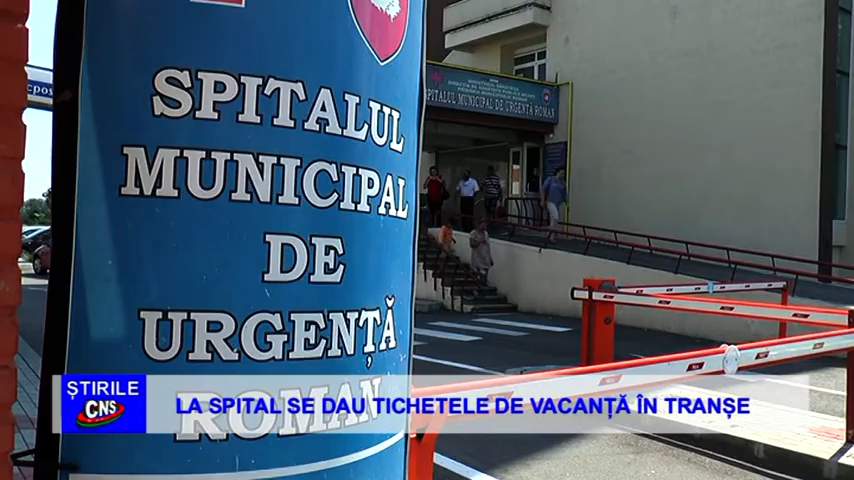 SPITALUL
MUNICIPAL
DE
URGENȚĂ
ROMAN
SPITALUL MUNICIPAL DE URGENȚĂ ROMAN
ȘTIRILE
CNS
LA SPITAL SE DAU TICHETELE DE VACANȚĂ ÎN TRANȘE